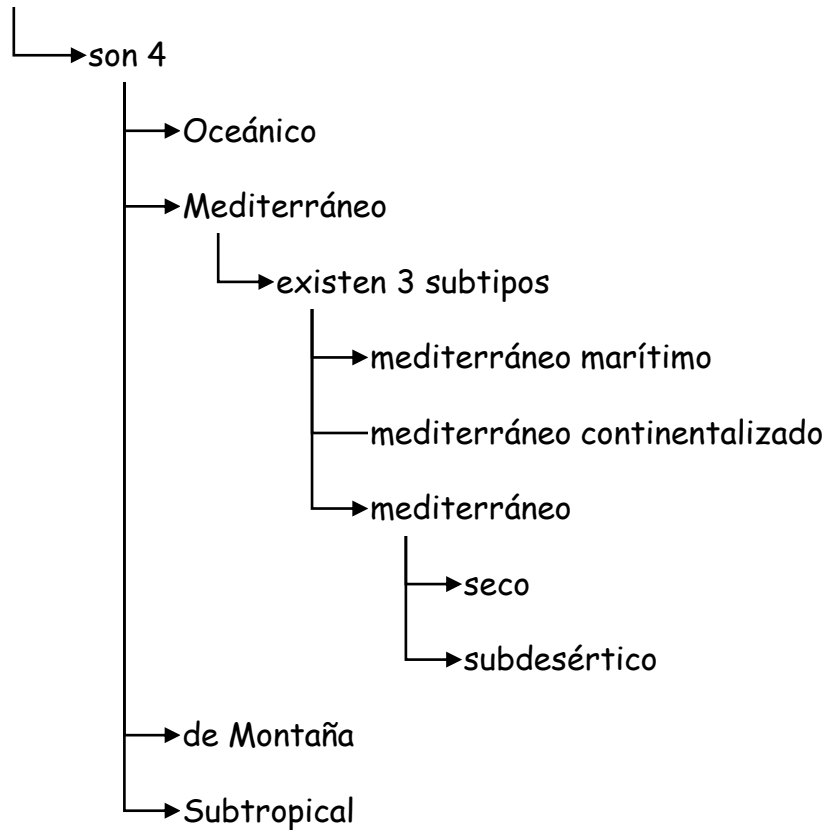 son 4
Oceánico
Mediterráneo
existen 3 subtipos
mediterráneo marítimo
mediterráneo continentalizado
mediterráneo
seco
subdesértico
de Montaña
Subtropical